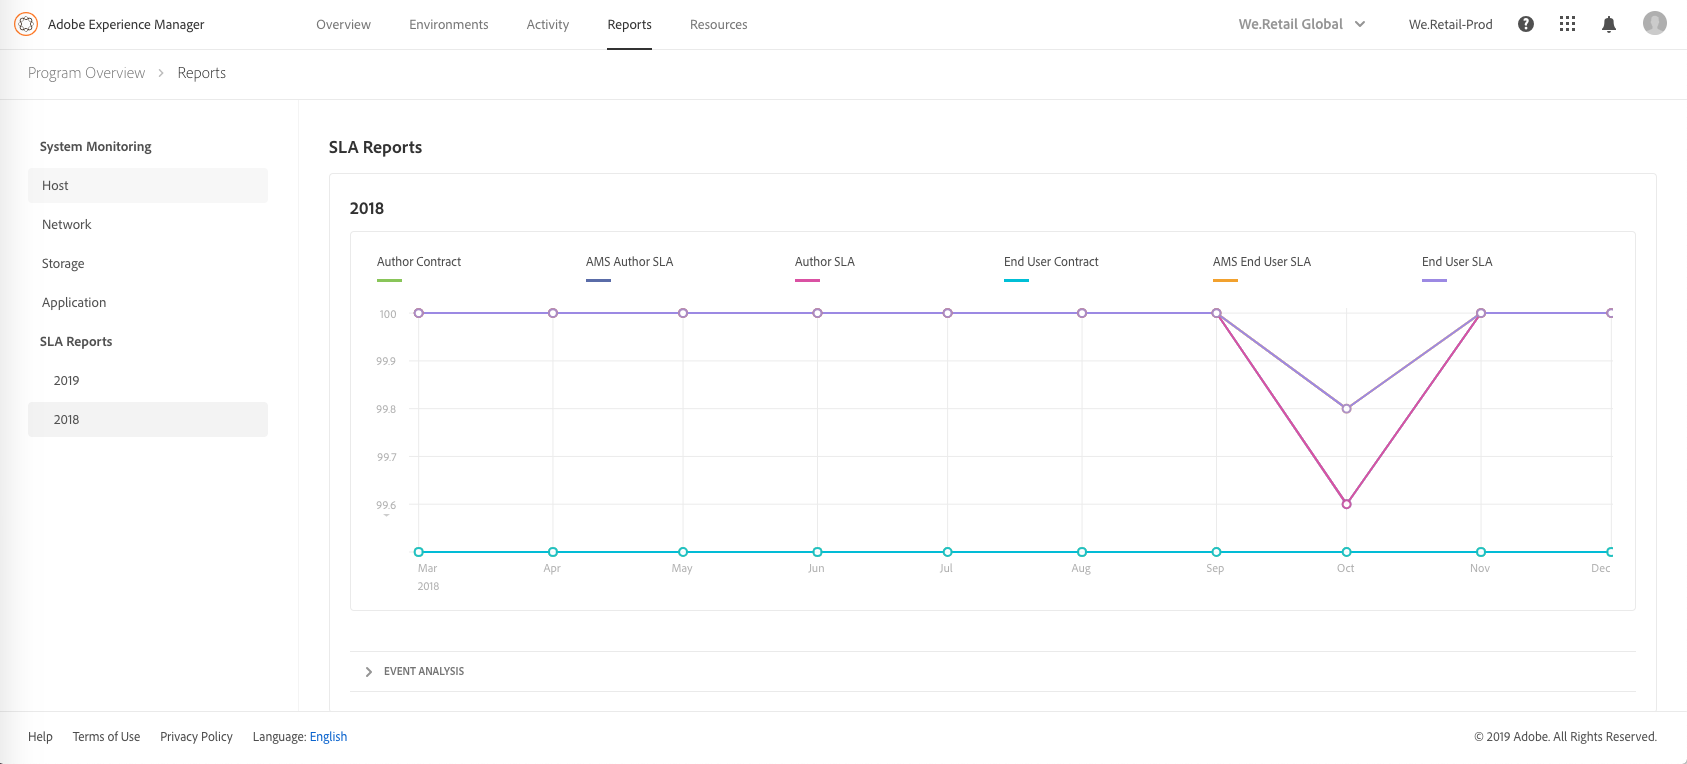 Adobe Experience Manager
Overview
Environments
Activity
Reports
Resources
We.Retail Global
We.Retail-Prod
Program Overview > Reports
System Monitoring
Host
Network
Storage
Application
SLA Reports
2019
2018
SLA Reports
2018
Author Contract
AMS Author SLA
Author SLA
End User Contract
AMS End User SLA
End User SLA
100
99.9
99.8
99.7
99.6
Mar
2018
Apr
May
Jun
Jul
Aug
Sep
Oct
Nov
Dec
EVENT ANALYSIS
Help
Terms of Use
Privacy Policy
Language: English
© 2019 Adobe. All Rights Reserved.